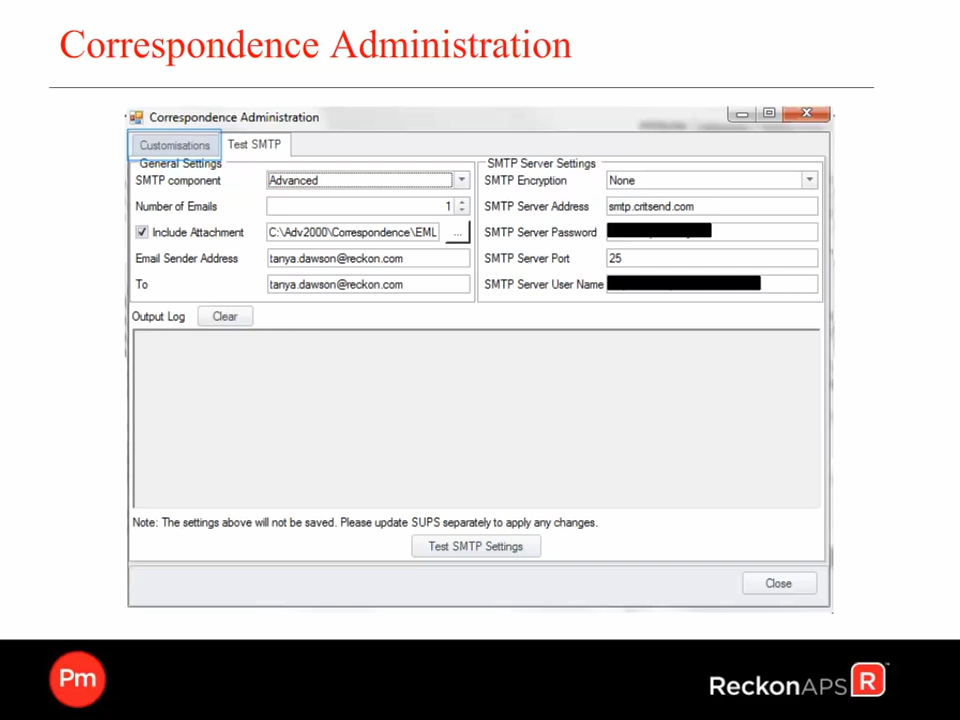 Correspondence Administration
Correspondence Administration
Customisations Test SMTP
General Settings
SMTP component Advanced
Number of Emails 1
Include Attachment C:\Adv2000\Correspondence\EML ...
Email Sender Address tanya.dawson@reckon.com
To tanya.dawson@reckon.com
SMTP Server Settings
SMTP Encryption None
SMTP Server Address smtp.critsend.com
SMTP Server Password
SMTP Server Port 25
SMTP Server User Name
Output Log Clear
Note: The settings above will not be saved. Please update SUPS separately to apply any changes.
Test SMTP Settings
Close
Pm
ReckonAPS R